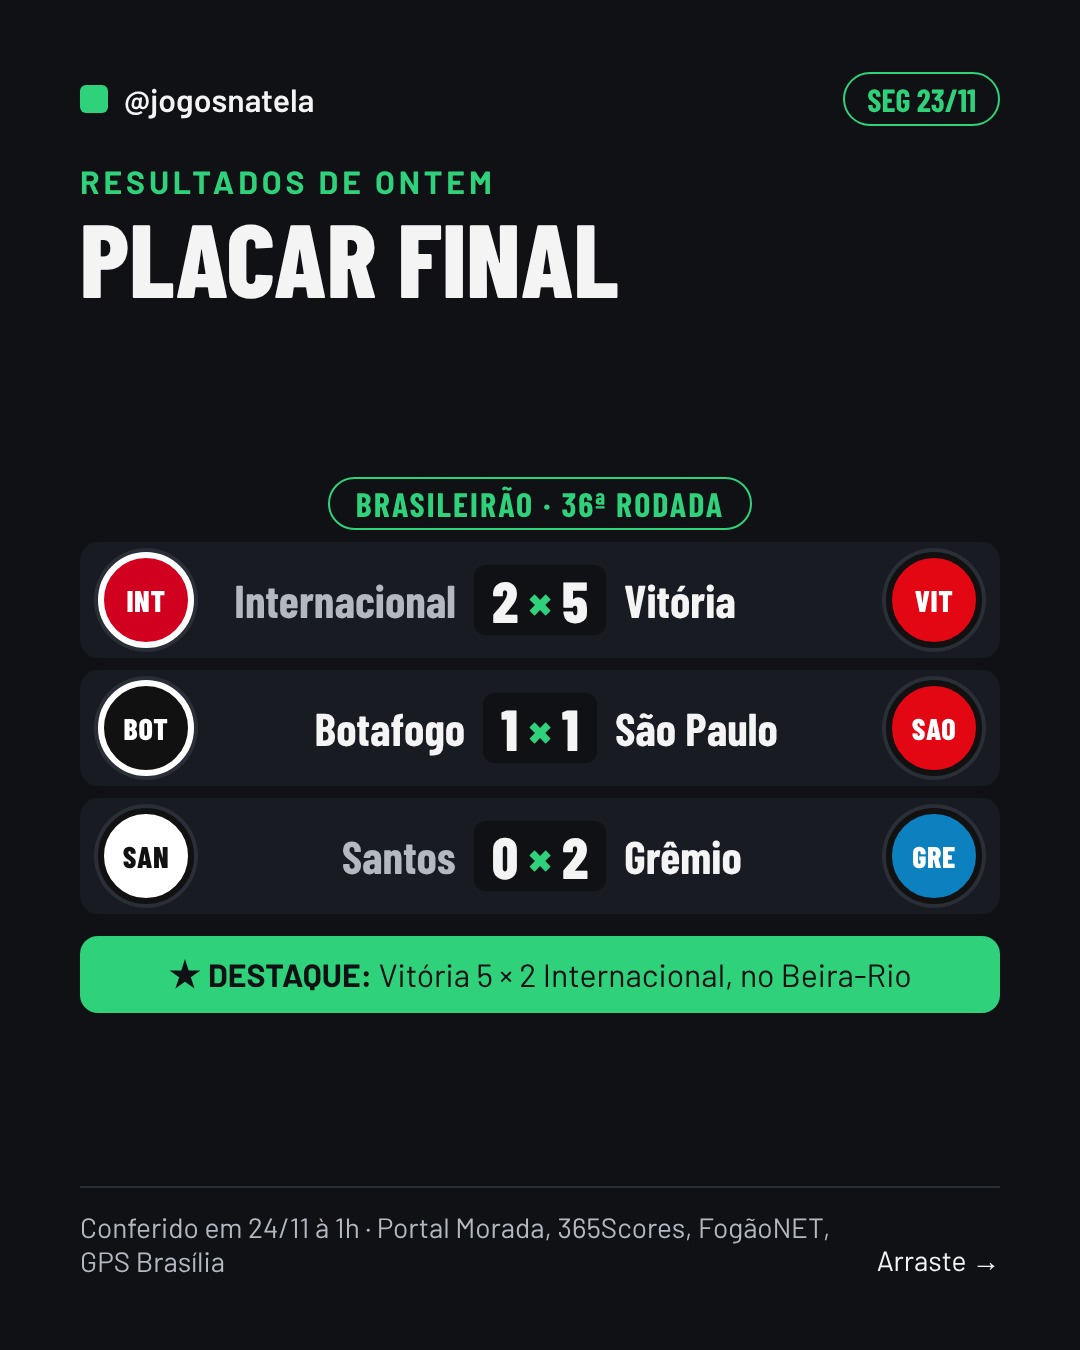 @jogosnatela
SEG 23/11
RESULTADOS DE ONTEM
PLACAR FINAL
BRASILEIRÃO · 36ª RODADA
INT Internacional 2 × 5 Vitória VIT
BOT Botafogo 1 × 1 São Paulo SAO
SAN Santos 0 × 2 Grêmio GRE
★ DESTAQUE: Vitória 5 × 2 Internacional, no Beira-Rio
Conferido em 24/11 à 1h · Portal Morada, 365Scores, FogãoNET,
GPS Brasília
Arraste →